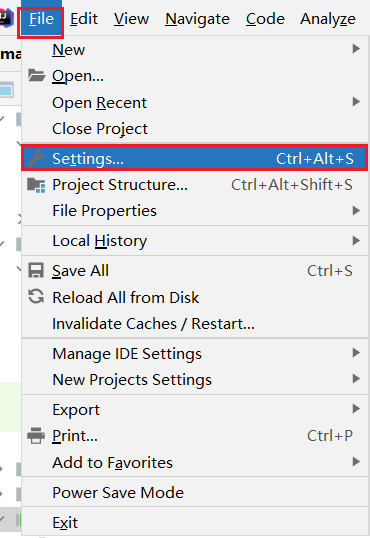 File Edit View Navigate Code Analyze
ma
New
Open...
Open Recent
Close Project
Settings... Ctrl+Alt+S
Project Structure... Ctrl+Alt+Shift+S
File Properties
Local History
Save All Ctrl+S
Reload All from Disk
Invalidate Caches / Restart...
Manage IDE Settings
New Projects Settings
Export
Print... Ctrl+P
Add to Favorites
Power Save Mode
Exit